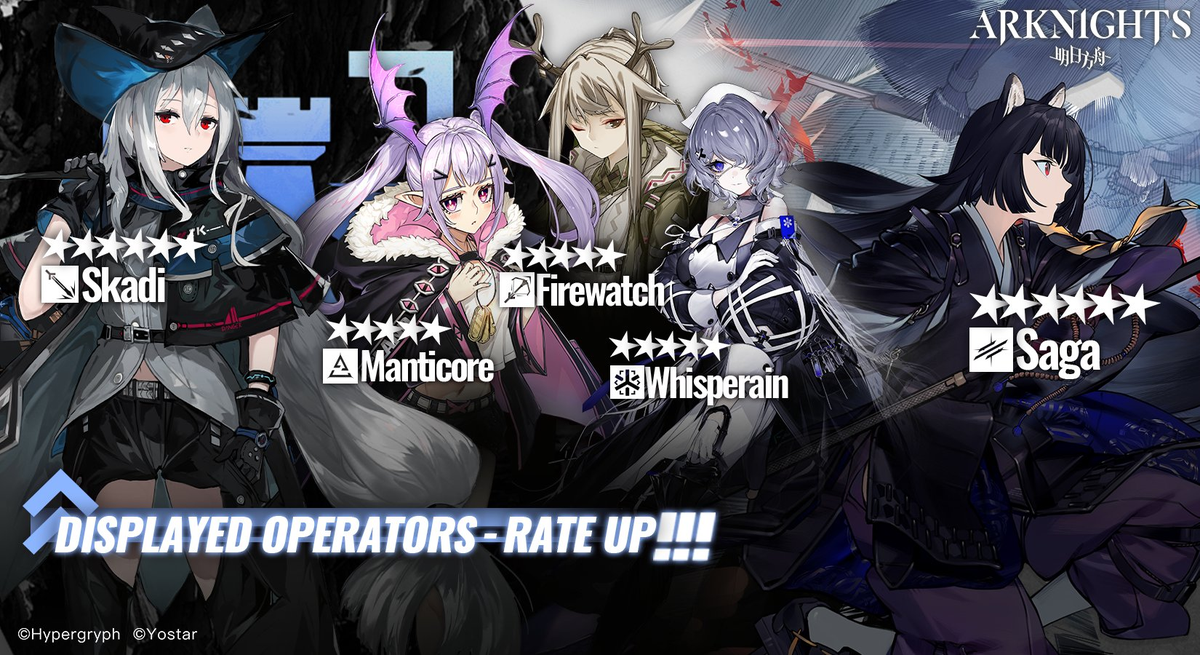 ARKNIGHTS
明日方舟
Skadi
Manticore
Firewatch
Whisperain
Saga
DISPLAYED OPERATORS - RATE UP!!!
©Hypergryph ©Yostar